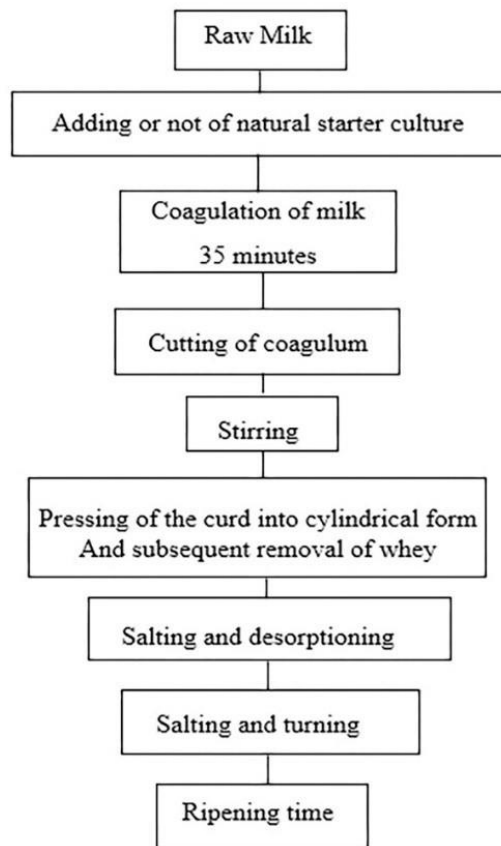 Raw Milk
Adding or not of natural starter culture
Coagulation of milk
35 minutes
Cutting of coagulum
Stirring
Pressing of the curd into cylindrical form
And subsequent removal of whey
Salting and desorptioning
Salting and turning
Ripening time